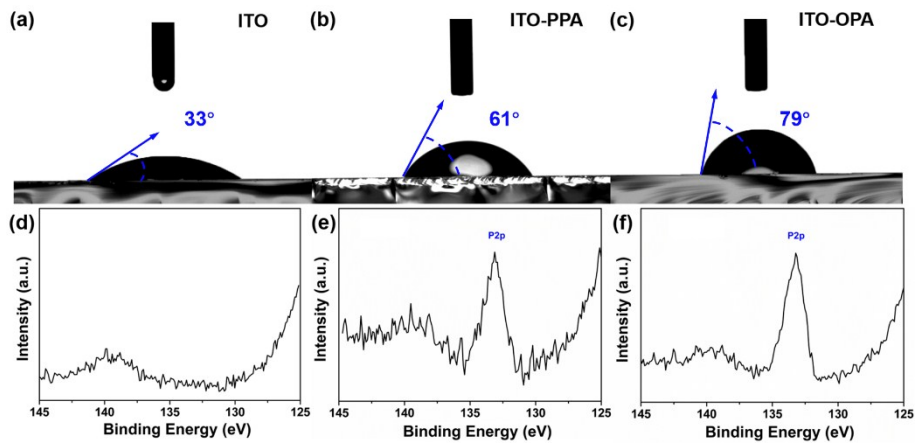 (a) ITO
33°
(b) ITO-PPA
61°
(c) ITO-OPA
79°
(d)
Intensity (a.u.)
145 140 135 130 125
Binding Energy (eV)
(e)
P2p
Intensity (a.u.)
145 140 135 130 125
Binding Energy (eV)
(f)
P2p
Intensity (a.u.)
145 140 135 130 125
Binding Energy (eV)